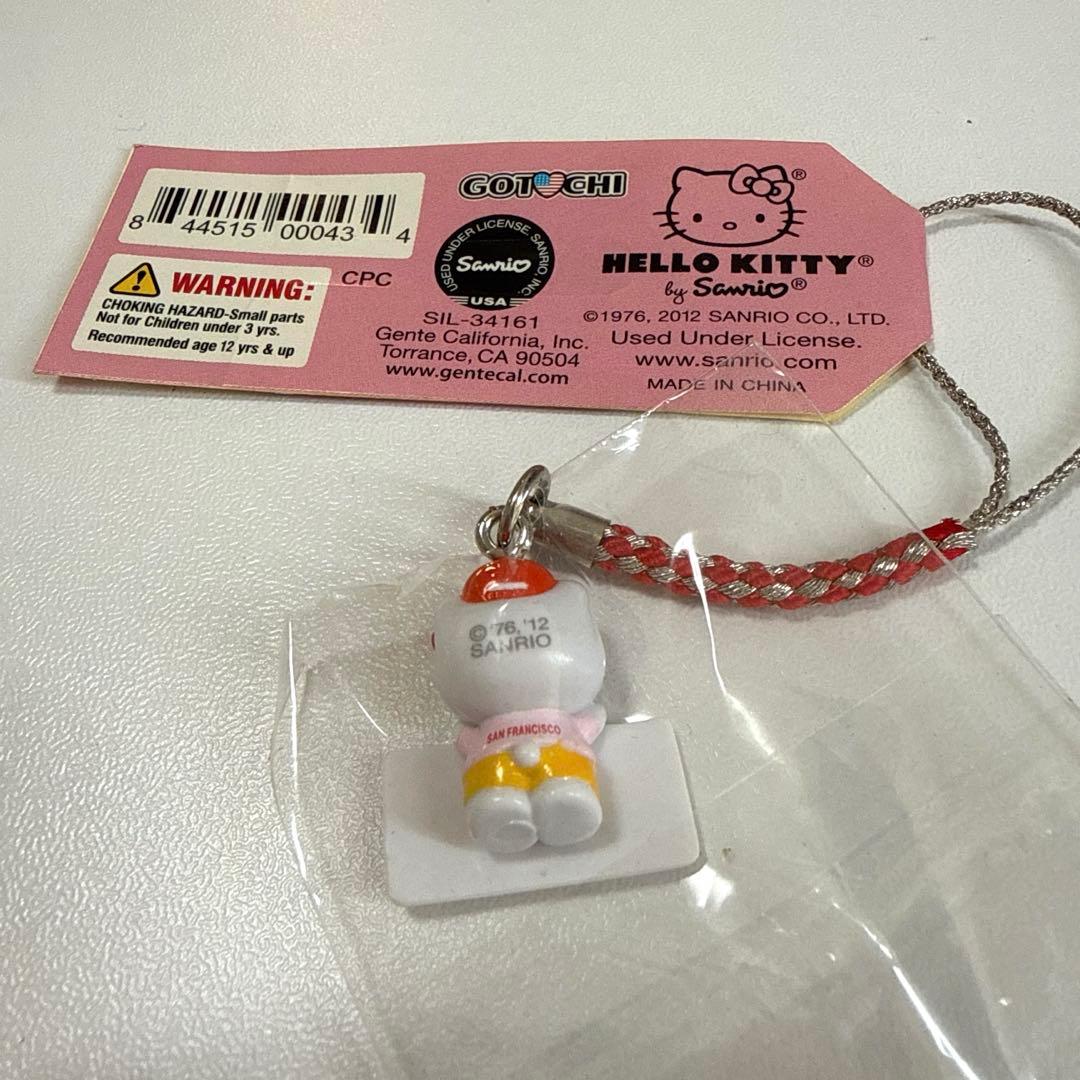 8 44515 00043 4
WARNING:
CHOKING HAZARD-Small parts
Not for Children under 3 yrs.
Recommended age 12 yrs & up
CPC
GOTOCHI
USED UNDER LICENSE. SANRIO INC.
Sanrio
USA
SIL-34161
Gente California, Inc.
Torrance, CA 90504
www.gentecal.com
®
HELLO KITTY®
by Sanrio®
©1976, 2012 SANRIO CO., LTD.
Used Under License.
www.sanrio.com
MADE IN CHINA
© '76, '12
SANRIO
SAN FRANCISCO